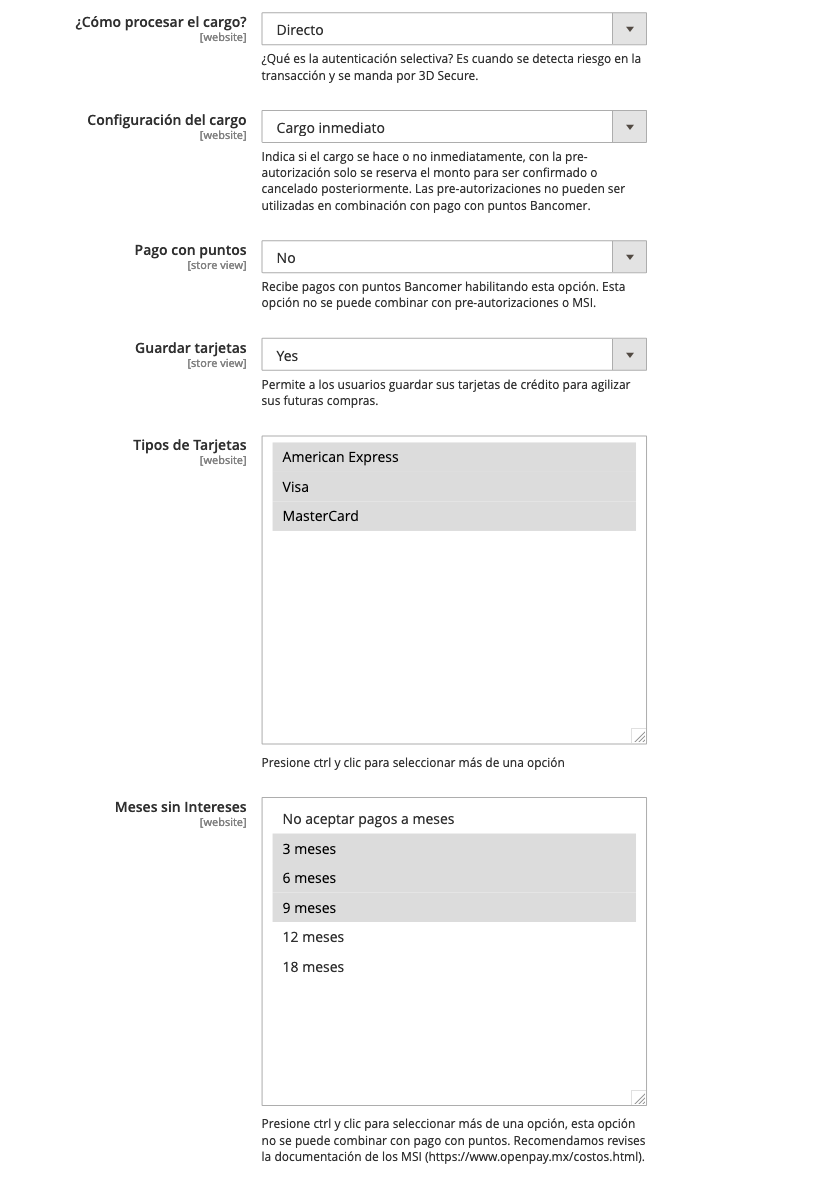 ¿Cómo procesar el cargo?
[website]
Directo
¿Qué es la autenticación selectiva? Es cuando se detecta riesgo en la
transacción y se manda por 3D Secure.
Configuración del cargo
[website]
Cargo inmediato
Indica si el cargo se hace o no inmediatamente, con la pre-
autorización solo se reserva el monto para ser confirmado o
cancelado posteriormente. Las pre-autorizaciones no pueden ser
utilizadas en combinación con pago con puntos Bancomer.
Pago con puntos
[store view]
No
Recibe pagos con puntos Bancomer habilitando esta opción. Esta
opción no se puede combinar con pre-autorizaciones o MSI.
Guardar tarjetas
[store view]
Yes
Permite a los usuarios guardar sus tarjetas de crédito para agilizar
sus futuras compras.
Tipos de Tarjetas
[website]
American Express
Visa
MasterCard
Presione ctrl y clic para seleccionar más de una opción
Meses sin Intereses
[website]
No aceptar pagos a meses
3 meses
6 meses
9 meses
12 meses
18 meses
Presione ctrl y clic para seleccionar más de una opción, esta opción
no se puede combinar con pago con puntos. Recomendamos revises
la documentación de los MSI (https://www.openpay.mx/costos.html).